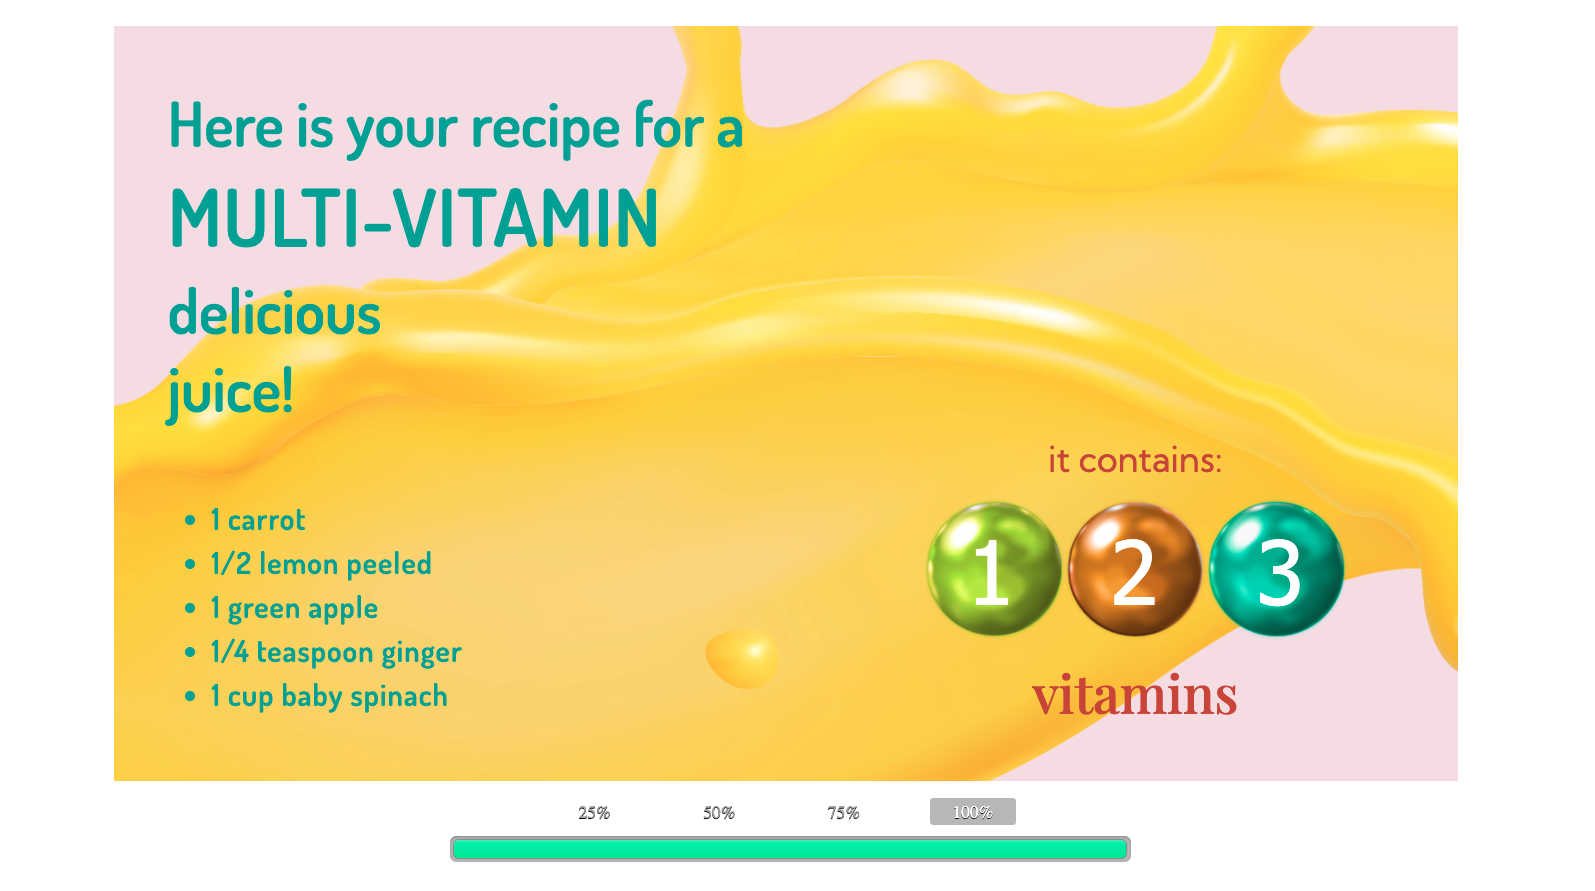 Here is your recipe for a
MULTI-VITAMIN
delicious
juice!
• 1 carrot
• 1/2 lemon peeled
• 1 green apple
• 1/4 teaspoon ginger
• 1 cup baby spinach
it contains:
1 2 3
vitamins
25% 50% 75% 100%